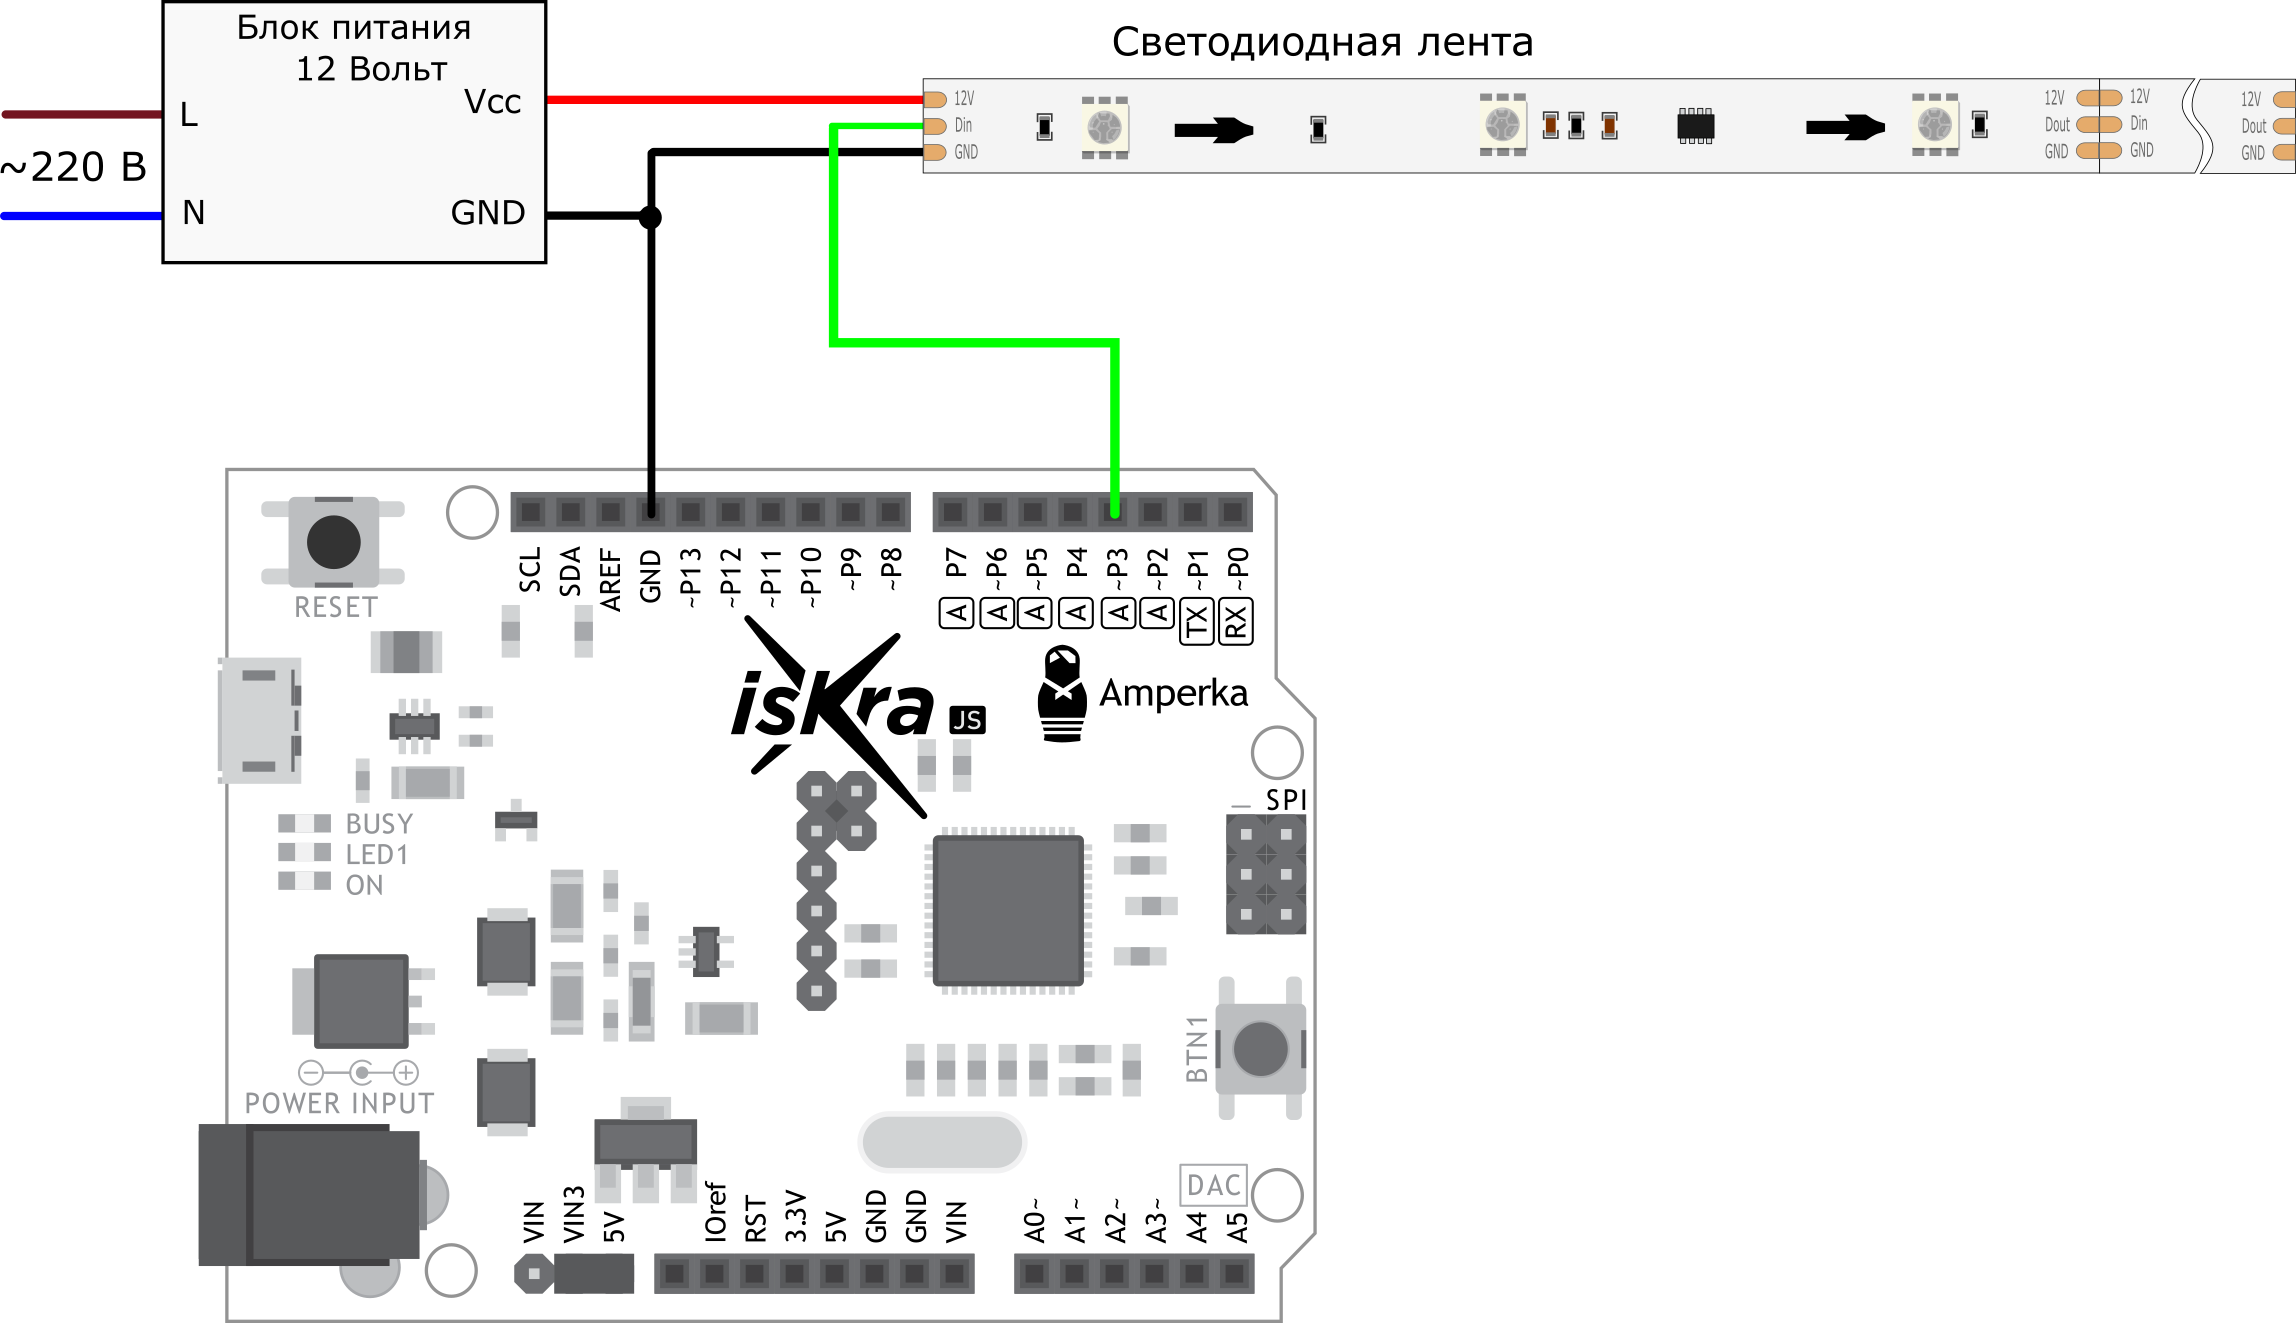 Блок питания
12 Вольт
Vcc
L
~220 В
N
GND
Светодиодная лента
12V
Din
GND
12V
Dout
GND
12V
Din
GND
12V
Dout
GND
RESET
SCL
SDA
AREF
GND
~P13
~P12
~P11
~P10
~P9
~P8
P7
~P6
~P5
P4
~P3
~P2
~P1
~P0
A
A
A
A
A
A
TX
RX
isKra JS
Amperka
SPI
BUSY
LED1
ON
BTN1
POWER INPUT
DAC
VIN
VIN3
5V
IOref
RST
3.3V
5V
GND
GND
VIN
A0~
A1~
A2~
A3~
A4
A5